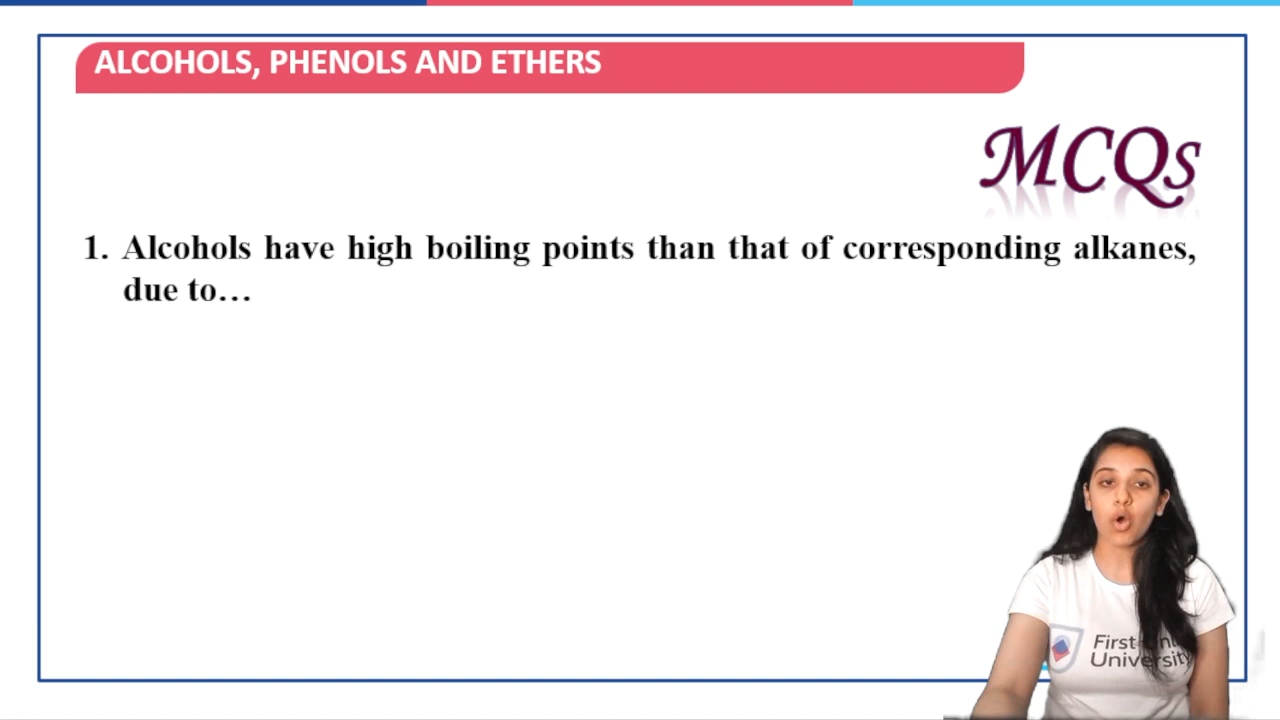 ALCOHOLS, PHENOLS AND ETHERS
MCQs
1. Alcohols have high boiling points than that of corresponding alkanes,
due to…
University